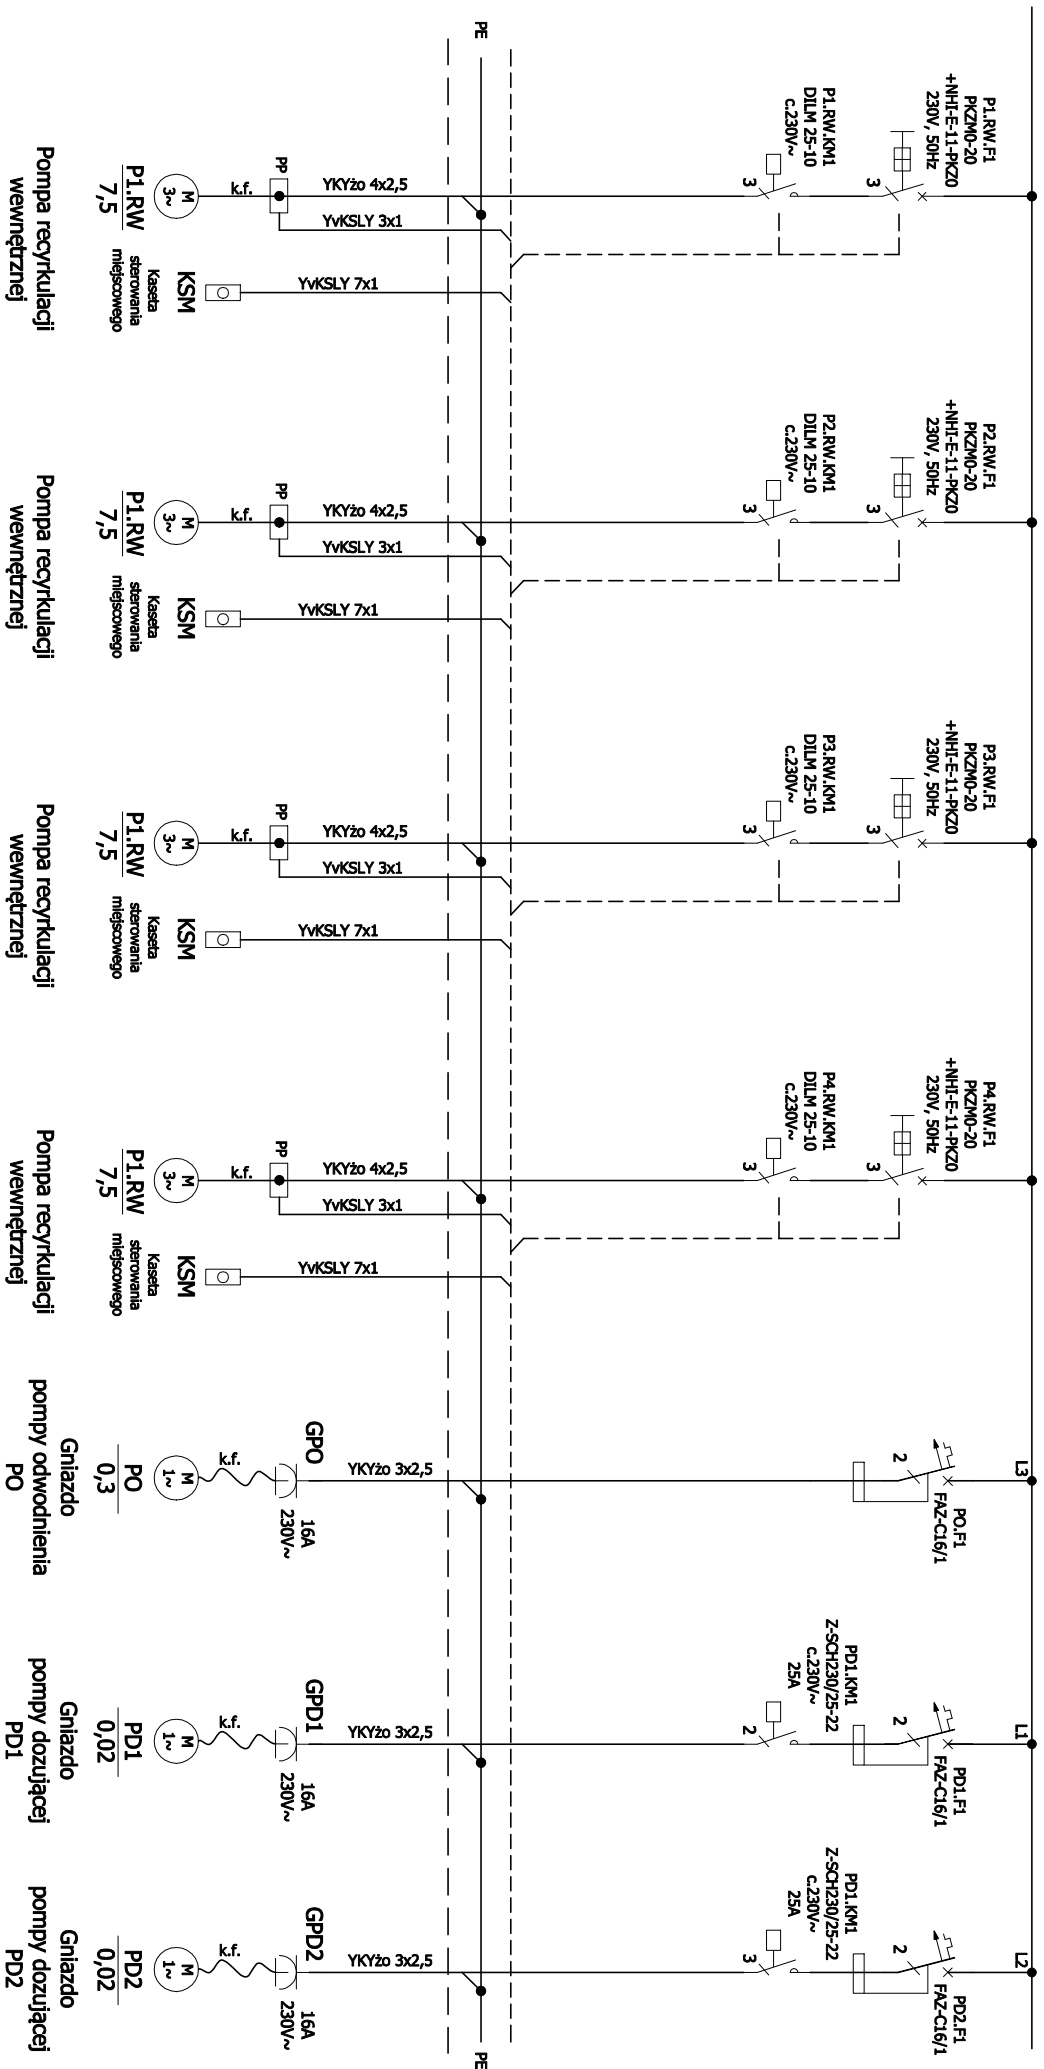 P1.RW.F1
PKZM0-20
+NHI-E-11-PKZ0
230V, 50Hz
3
P1.RW.KM1
DILM 25-10
c.230V~
3
PE
YKYżo 4x2,5
YvKSLY 3x1
YvKSLY 7x1
PP
k.f.
M
3~
P1.RW
7,5
KSM
Kaseta
sterowania
miejscowego
Pompa recyrkulacji
wewnętrznej
P2.RW.F1
PKZM0-20
+NHI-E-11-PKZ0
230V, 50Hz
3
P2.RW.KM1
DILM 25-10
c.230V~
3
YKYżo 4x2,5
YvKSLY 3x1
YvKSLY 7x1
PP
k.f.
M
3~
P1.RW
7,5
KSM
Kaseta
sterowania
miejscowego
Pompa recyrkulacji
wewnętrznej
P3.RW.F1
PKZM0-20
+NHI-E-11-PKZ0
230V, 50Hz
3
P3.RW.KM1
DILM 25-10
c.230V~
3
YKYżo 4x2,5
YvKSLY 3x1
YvKSLY 7x1
PP
k.f.
M
3~
P1.RW
7,5
KSM
Kaseta
sterowania
miejscowego
Pompa recyrkulacji
wewnętrznej
P4.RW.F1
PKZM0-20
+NHI-E-11-PKZ0
230V, 50Hz
3
P4.RW.KM1
DILM 25-10
c.230V~
3
YKYżo 4x2,5
YvKSLY 3x1
YvKSLY 7x1
PP
k.f.
M
3~
P1.RW
7,5
KSM
Kaseta
sterowania
miejscowego
Pompa recyrkulacji
wewnętrznej
L3
PO.F1
FAZ-C16/1
2
YKYżo 3x2,5
GPO
16A
230V~
k.f.
M
1~
PO
0,3
Gniazdo
pompy odwodnienia
PO
L1
PD1.F1
FAZ-C16/1
2
PD1.KM1
Z-SCH230/25-22
c.230V~
25A
2
YKYżo 3x2,5
GPD1
16A
230V~
k.f.
M
1~
PD1
0,02
Gniazdo
pompy dozującej
PD1
L2
PD2.F1
FAZ-C16/1
2
PD1.KM1
Z-SCH230/25-22
c.230V~
25A
3
YKYżo 3x2,5
GPD2
16A
230V~
k.f.
M
1~
PD2
0,02
Gniazdo
pompy dozującej
PD2
PE